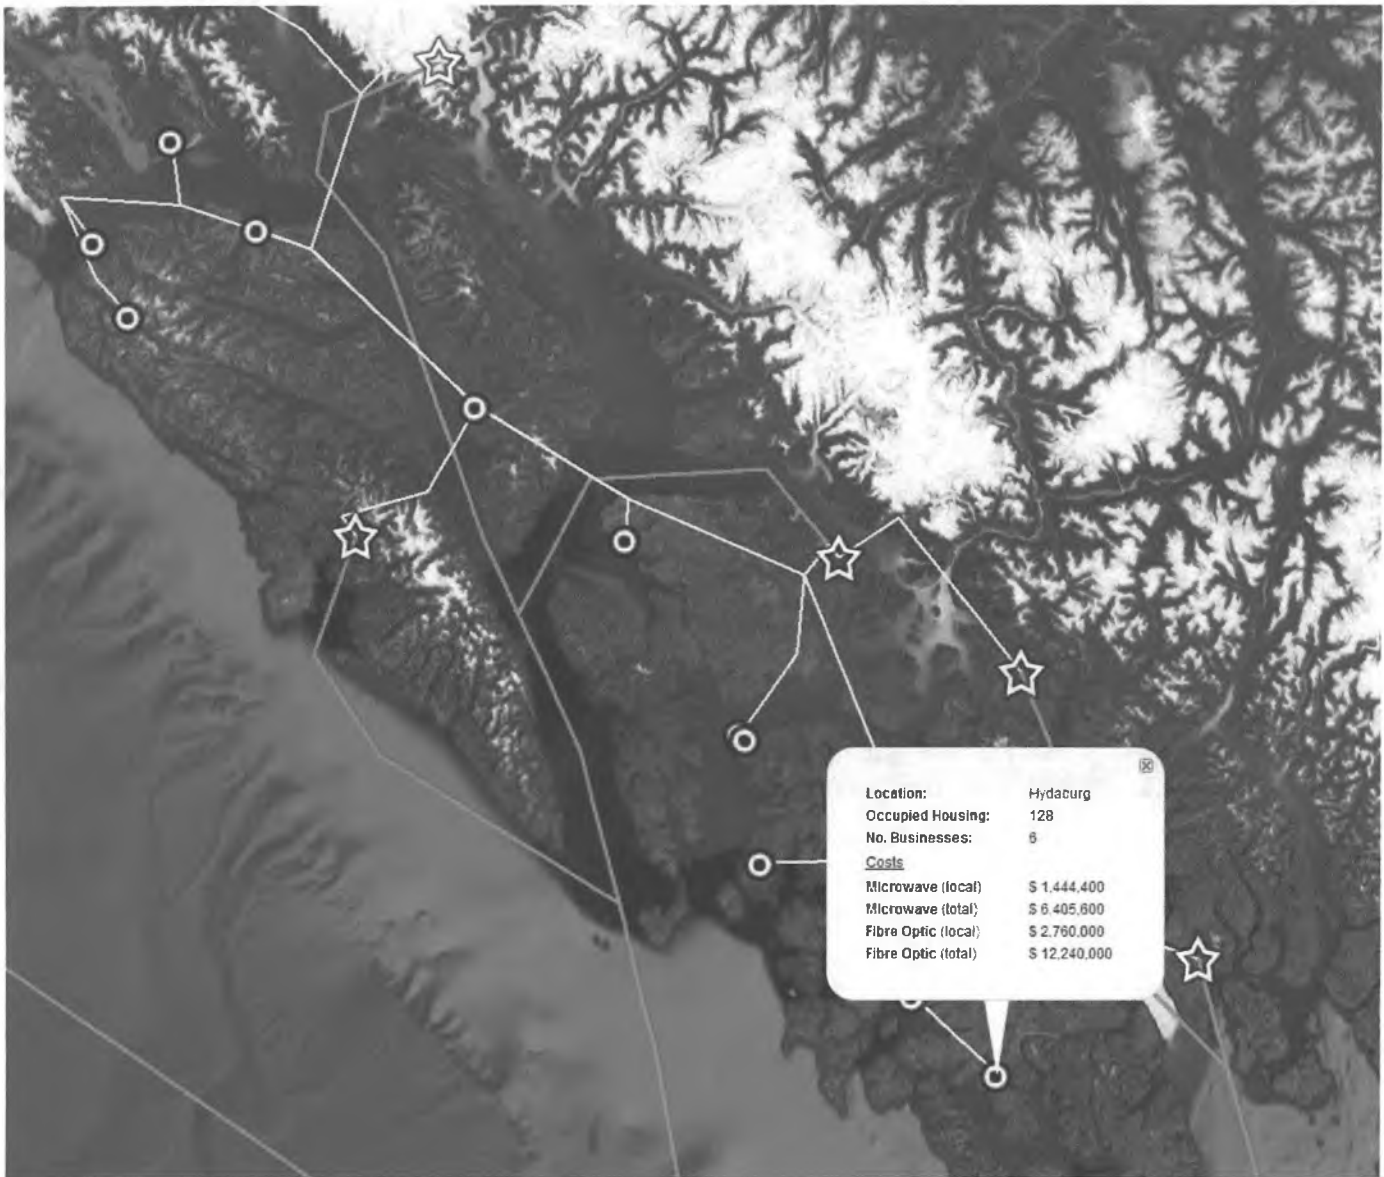 Location: Hydaburg
Occupied Housing: 128
No. Businesses: 6
Costs
Microwave (local) $ 1,444,400
Microwave (total) $ 6,405,600
Fibre Optic (local) $ 2,760,000
Fibre Optic (total) $ 12,240,000